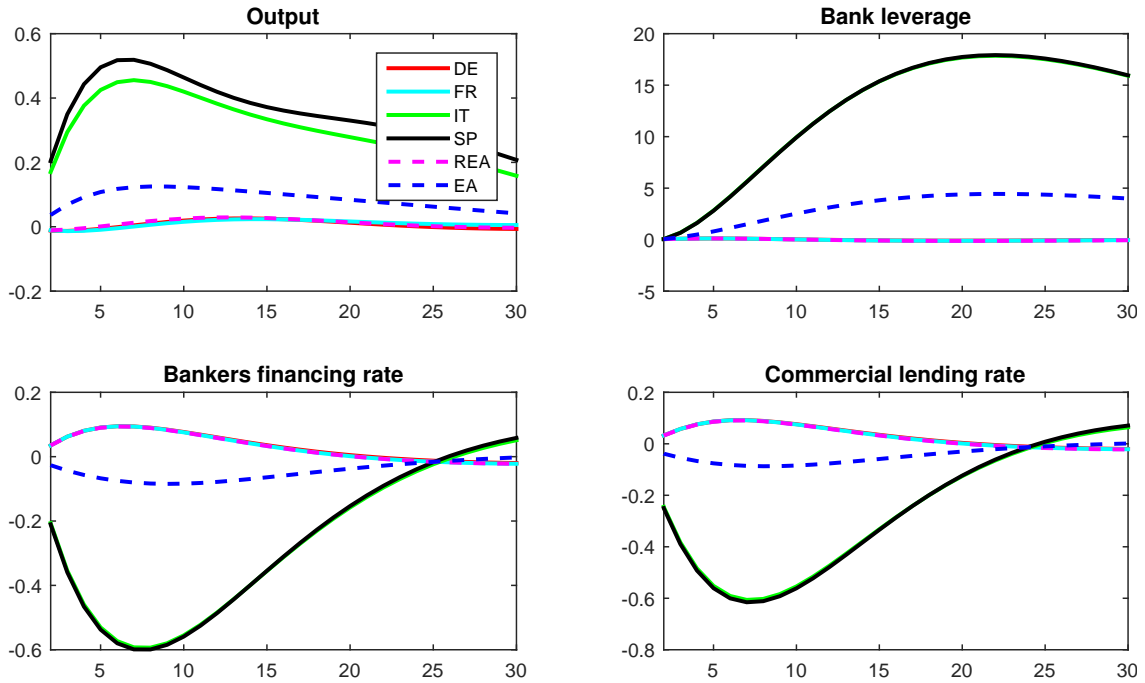 Output
0.6
0.4
0.2
0
-0.2
5 10 15 20 25 30
DE
FR
IT
SP
REA
EA
Bank leverage
20
15
10
5
0
-5
5 10 15 20 25 30
Bankers financing rate
0.2
0
-0.2
-0.4
-0.6
5 10 15 20 25 30
Commercial lending rate
0.2
0
-0.2
-0.4
-0.6
-0.8
5 10 15 20 25 30